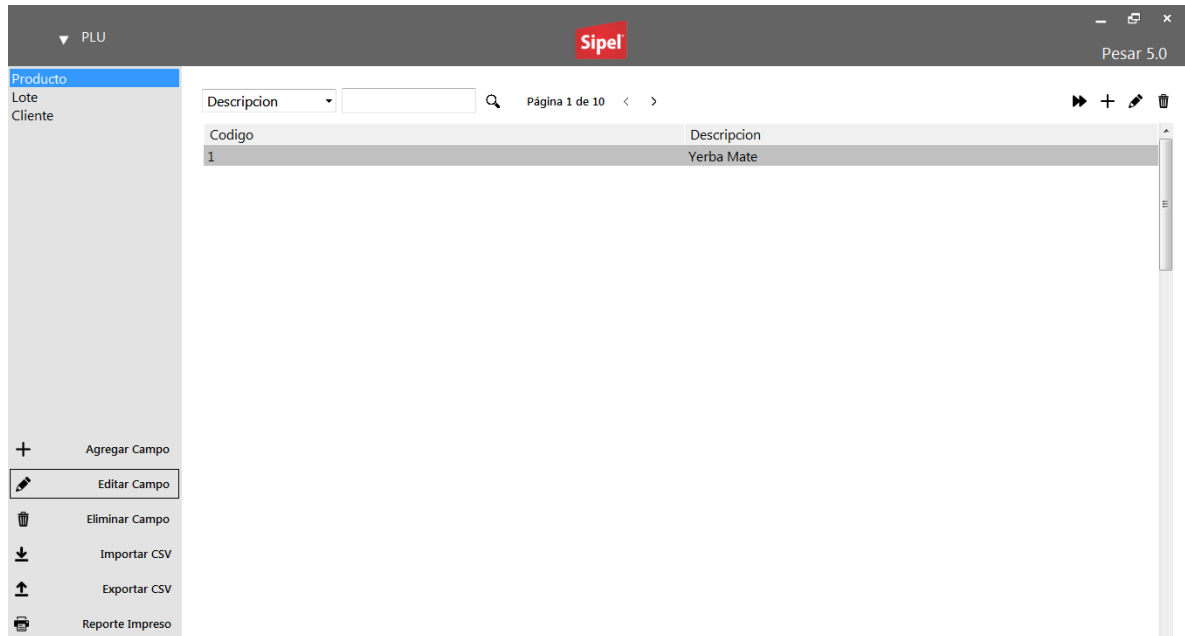 PLU
Sipel
Pesar 5.0
Producto
Lote
Cliente
Descripcion
Página 1 de 10
Codigo Descripcion
1 Yerba Mate
Agregar Campo
Editar Campo
Eliminar Campo
Importar CSV
Exportar CSV
Reporte Impreso